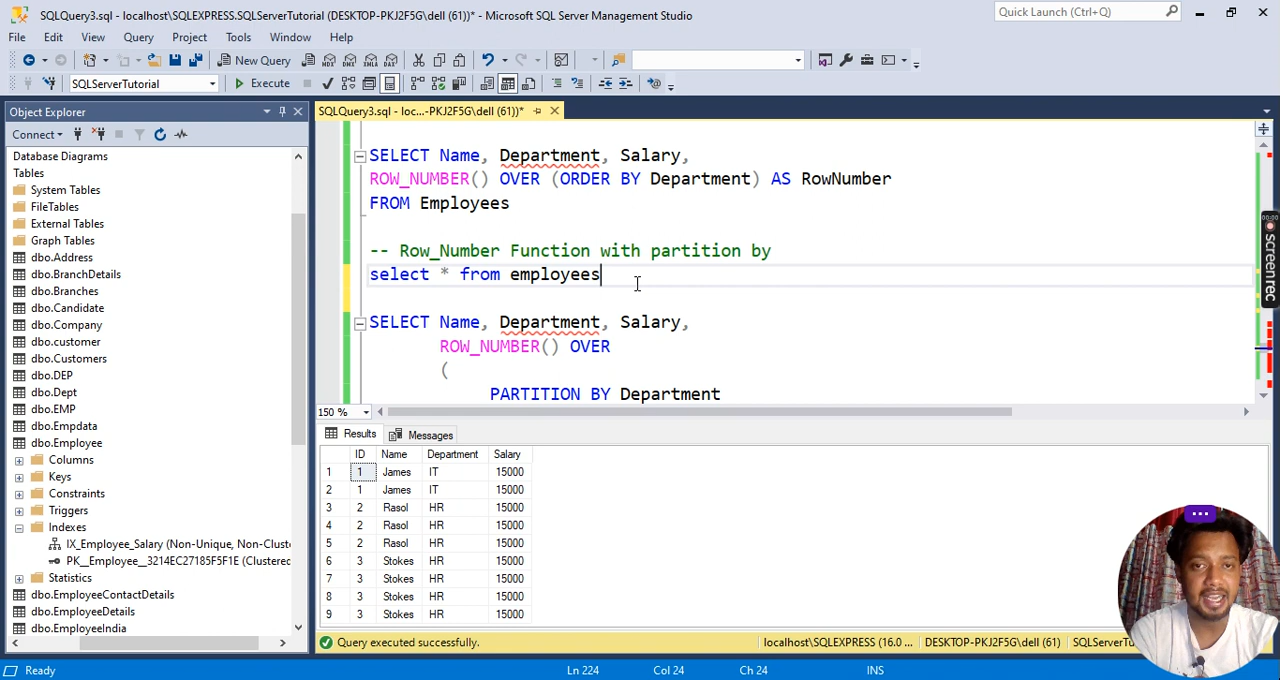 SQLQuery3.sql - localhost\SQLEXPRESS.SQLServerTutorial (DESKTOP-PKJ2F5G\dell (61))* - Microsoft SQL Server Management Studio
Quick Launch (Ctrl+Q)
File Edit View Query Project Tools Window Help
New Query
SQLServerTutorial
Execute
Object Explorer
SQLQuery3.sql - loc...-PKJ2F5G\dell (61))*
Connect
Database Diagrams
Tables
System Tables
FileTables
External Tables
Graph Tables
dbo.Address
dbo.BranchDetails
dbo.Branches
dbo.Candidate
dbo.Company
dbo.customer
dbo.Customers
dbo.DEP
dbo.Dept
dbo.EMP
dbo.Empdata
dbo.Employee
Columns
Keys
Constraints
Triggers
Indexes
IX_Employee_Salary (Non-Unique, Non-Cluste
PK__Employee__3214EC27185F5F1E (Clustered
Statistics
dbo.EmployeeContactDetails
dbo.EmployeeDetails
dbo.EmployeeIndia
SELECT Name, Department, Salary,
ROW_NUMBER() OVER (ORDER BY Department) AS RowNumber
FROM Employees
-- Row_Number Function with partition by
select * from employees
SELECT Name, Department, Salary,
ROW_NUMBER() OVER
(
PARTITION BY Department
150 %
Results Messages
ID Name Department Salary
1 1 James IT 15000
2 1 James IT 15000
3 2 Rasol HR 15000
4 2 Rasol HR 15000
5 2 Rasol HR 15000
6 3 Stokes HR 15000
7 3 Stokes HR 15000
8 3 Stokes HR 15000
9 3 Stokes HR 15000
Query executed successfully.
localhost\SQLEXPRESS (16.0 ... DESKTOP-PKJ2F5G\dell (61) SQLServerTu
Ready
Ln 224 Col 24 Ch 24 INS
00:00
screenrec